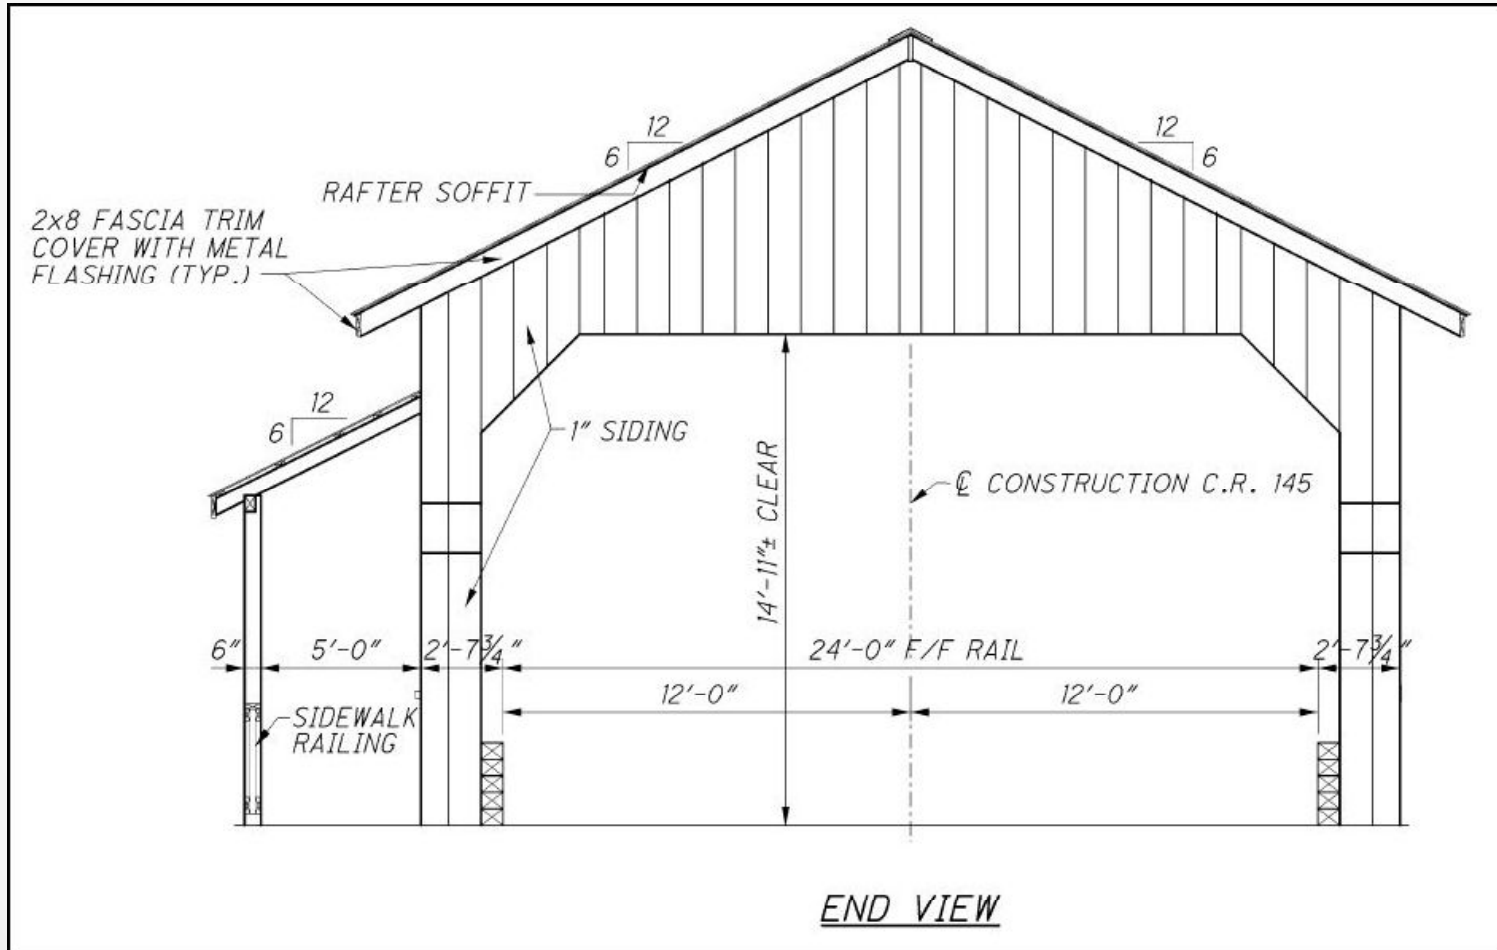 12
12
6
6
RAFTER SOFFIT
2x8 FASCIA TRIM
COVER WITH METAL
FLASHING (TYP.)
12
6
1" SIDING
14'-11"± CLEAR
℄ CONSTRUCTION C.R. 145
6"
5'-0"
2'-7¾"
24'-0" F/F RAIL
2'-7¾"
12'-0"
12'-0"
SIDEWALK
RAILING
END VIEW